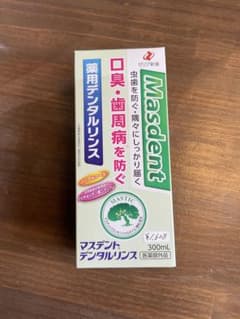 ゼリア新薬
Masdent
虫歯を防ぐ・隅々にしっかり届く
口臭・歯周病を防ぐ
薬用デンタルリンス
MASTIC
マスデント
デンタルリンス
300mL
医薬部外品